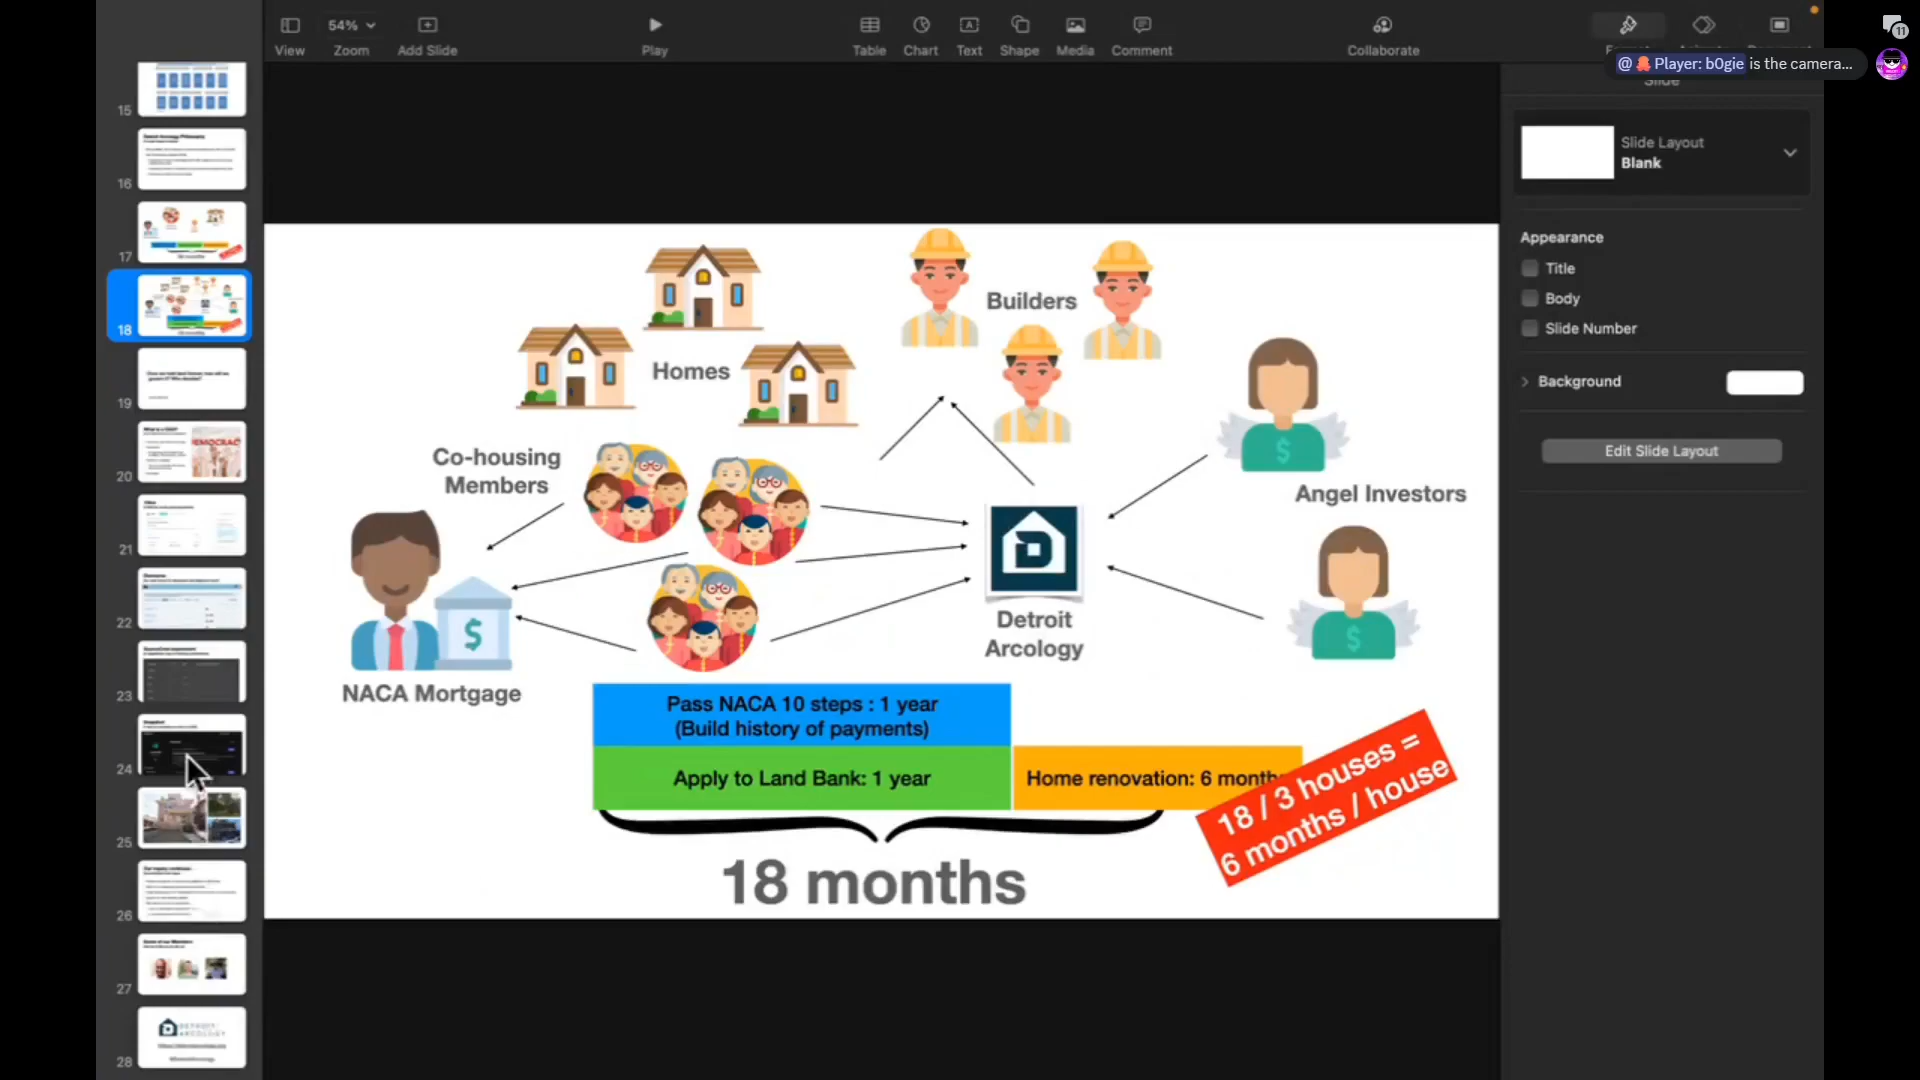 View
54%
Zoom
Add Slide
Play
Table
Chart
Text
Shape
Media
Comment
Collaborate
11
@ Player: b0gie is the camera...
Slide
Slide Layout
Blank
Appearance
Title
Body
Slide Number
Background
Edit Slide Layout
15
16
17
18
19
20
21
22
23
24
25
26
27
28
Builders
Homes
Co-housing
Members
Angel Investors
Detroit
Arcology
NACA Mortgage
Pass NACA 10 steps : 1 year
(Build history of payments)
Apply to Land Bank: 1 year
Home renovation: 6 month
18 / 3 houses =
6 months / house
18 months